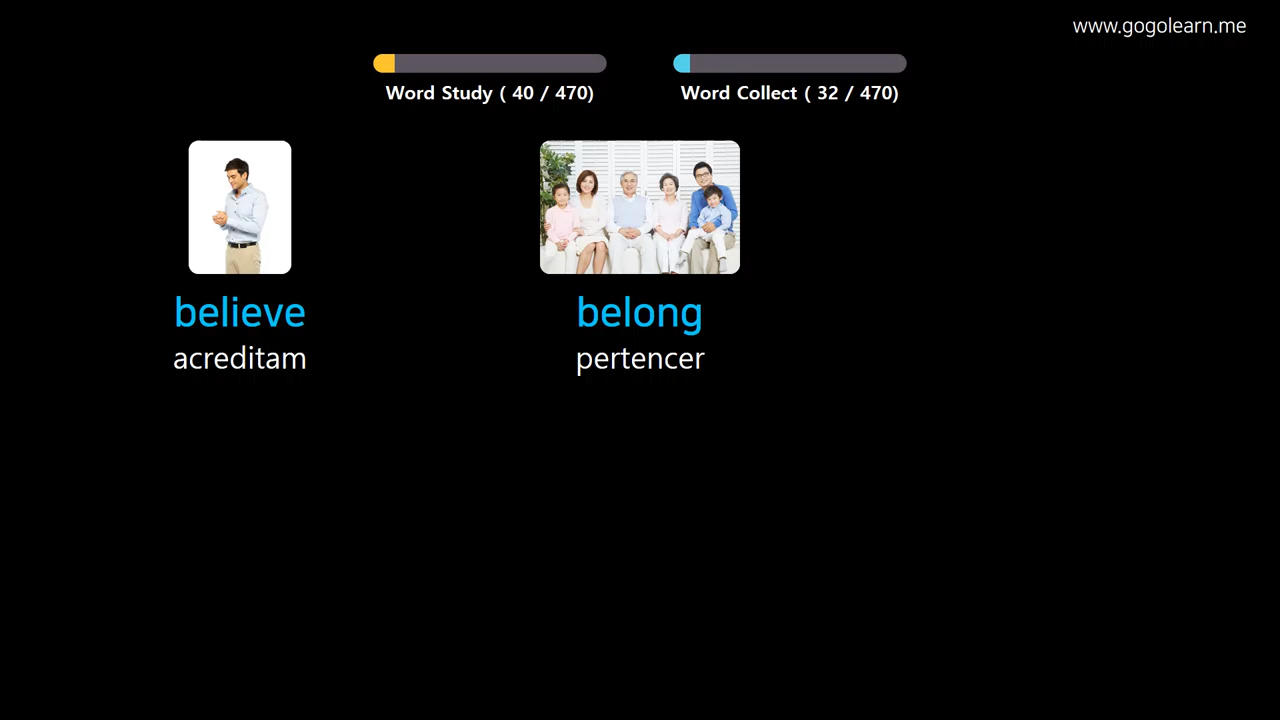 www.gogolearn.me
Word Study ( 40 / 470)
Word Collect ( 32 / 470)
believe
acreditam
belong
pertencer